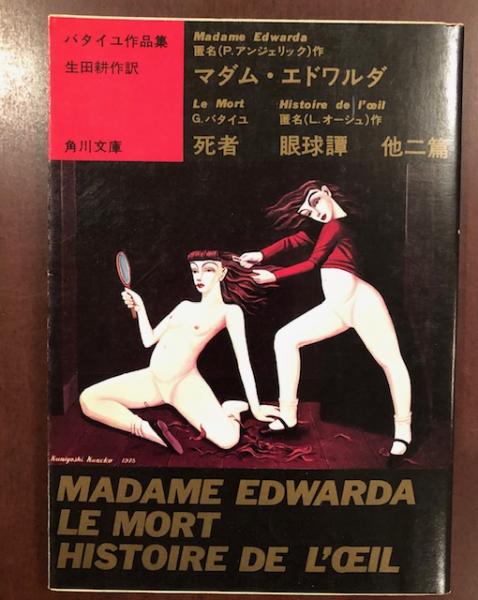 バタイユ作品集
生田耕作訳
角川文庫
Madame Edwarda
匿名(P.アンジェリック)作
マダム・エドワルダ
Le Mort
G.バタイユ
死者
Histoire de l'œil
匿名(L.オーシュ)作
眼球譚 他二篇
Kuniyoshi Kaneko 1975
MADAME EDWARDA
LE MORT
HISTOIRE DE L'ŒIL